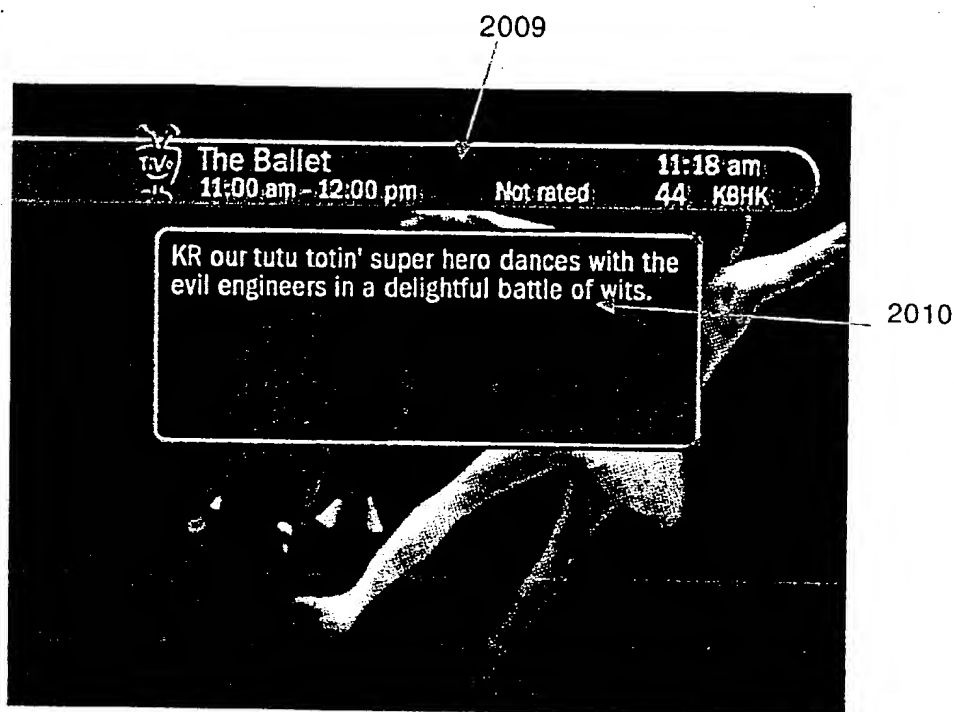 2009
TiVo
The Ballet 11:18 am
11:00 am - 12:00 pm Not rated 44 KBHK
KR our tutu totin' super hero dances with the
evil engineers in a delightful battle of wits.
2010